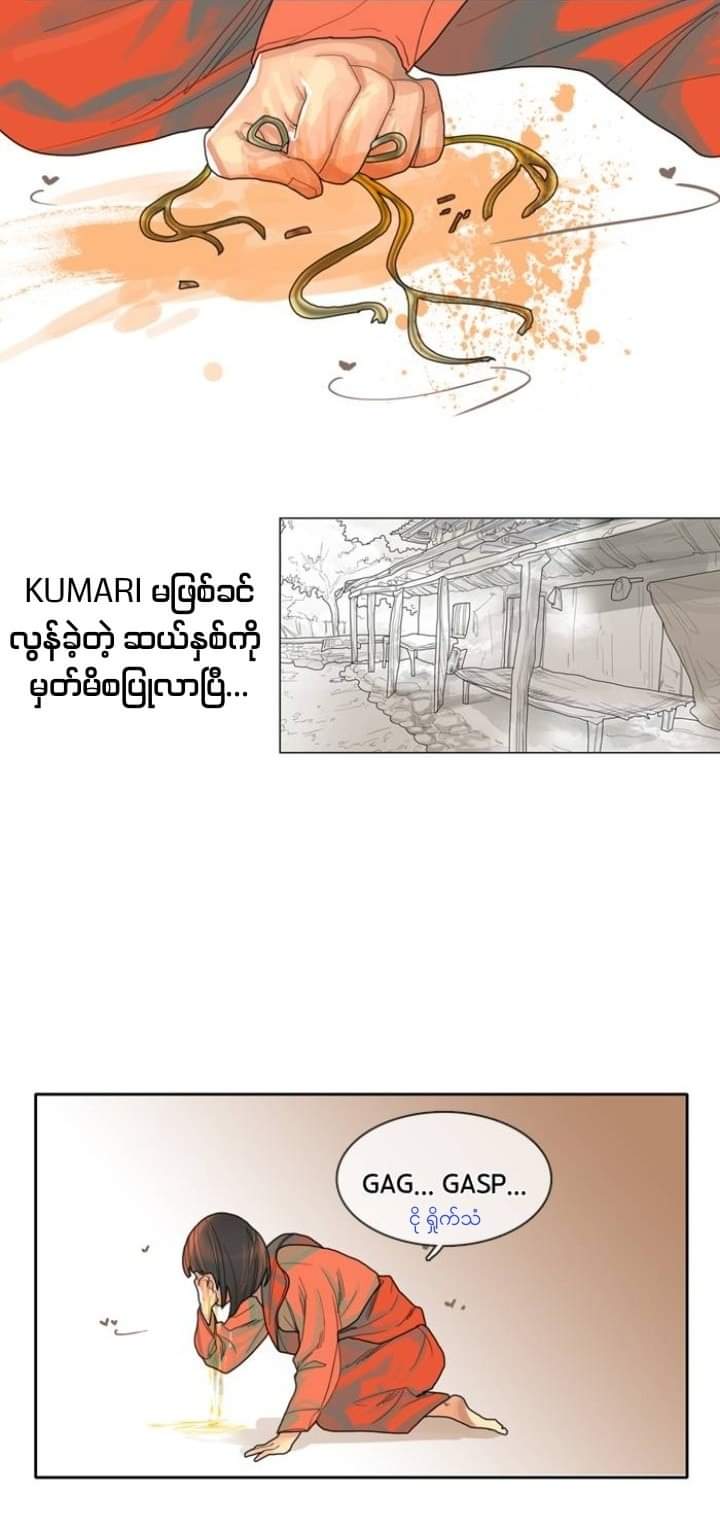 KUMARI မဖြစ်ခင်
လွန်ခဲ့တဲ့ ဆယ်နှစ်ကို
မှတ်မိစပြုလာပြီ...
GAG... GASP...
ငို ရှိုက်သံ